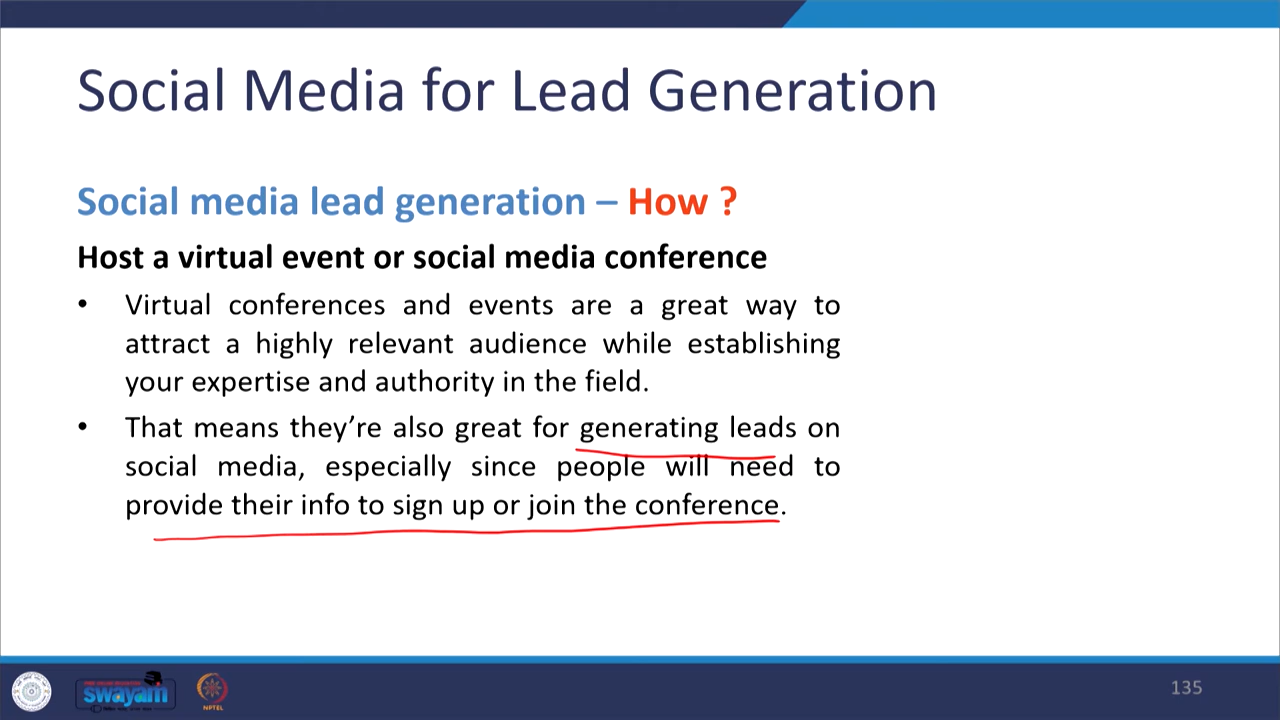 Social Media for Lead Generation
Social media lead generation – How ?
Host a virtual event or social media conference
• Virtual conferences and events are a great way to
attract a highly relevant audience while establishing
your expertise and authority in the field.
• That means they’re also great for generating leads on
social media, especially since people will need to
provide their info to sign up or join the conference.
swayam
NPTEL
135